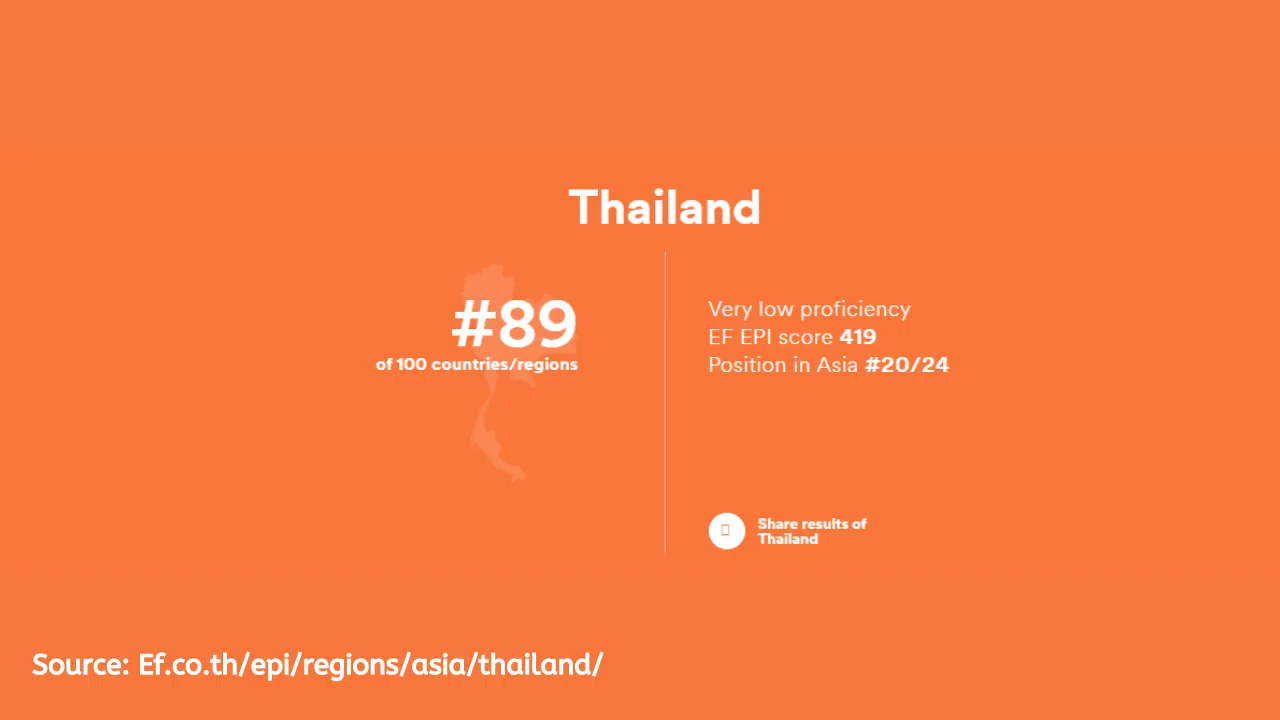 Thailand
#89
of 100 countries/regions
Very low proficiency
EF EPI score 419
Position in Asia #20/24
Share results of
Thailand
Source: Ef.co.th/epi/regions/asia/thailand/